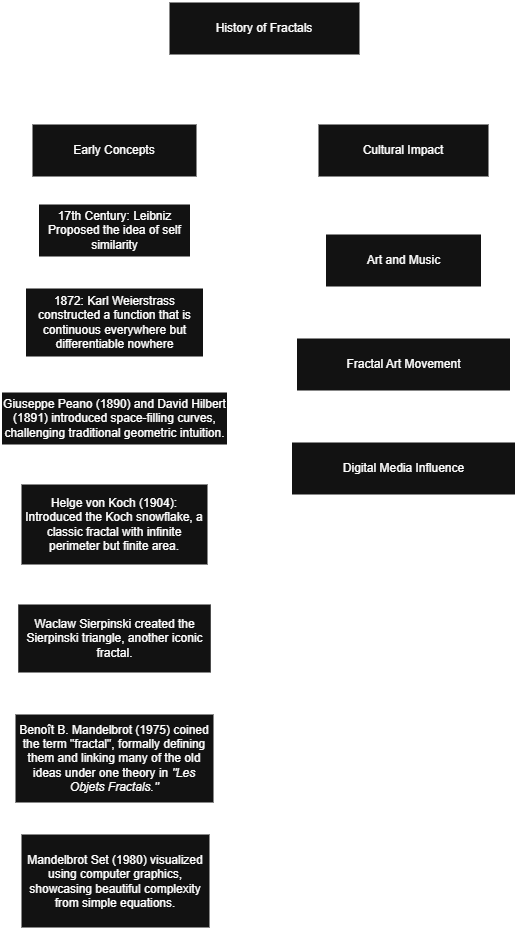 History of Fractals
Early Concepts
17th Century: Leibniz
Proposed the idea of self
similarity
1872: Karl Weierstrass
constructed a function that is
continuous everywhere but
differentiable nowhere
Giuseppe Peano (1890) and David Hilbert
(1891) introduced space-filling curves,
challenging traditional geometric intuition.
Helge von Koch (1904):
Introduced the Koch snowflake, a
classic fractal with infinite
perimeter but finite area.
Waclaw Sierpinski created the
Sierpinski triangle, another iconic
fractal.
Benoît B. Mandelbrot (1975) coined
the term "fractal", formally defining
them and linking many of the old
ideas under one theory in "Les
Objets Fractals."
Mandelbrot Set (1980) visualized
using computer graphics,
showcasing beautiful complexity
from simple equations.
Cultural Impact
Art and Music
Fractal Art Movement
Digital Media Influence